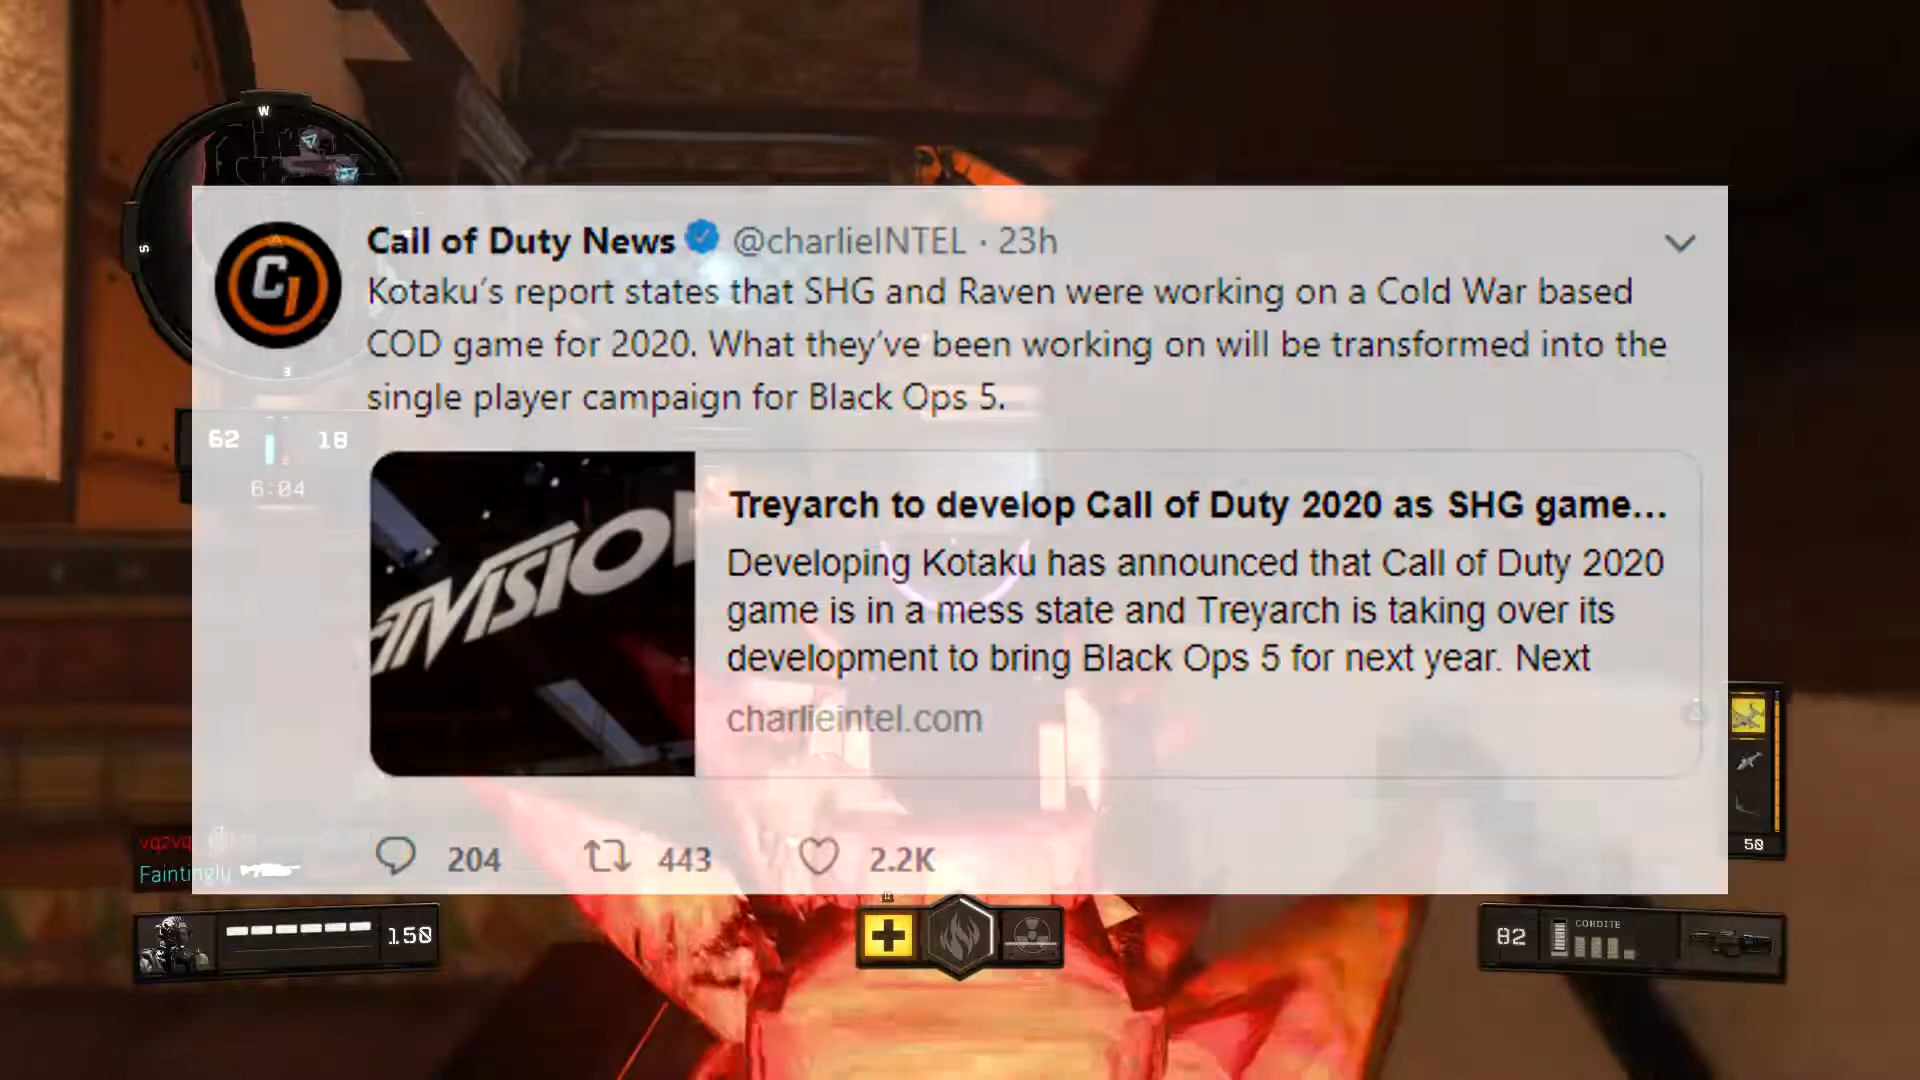 W
S
E
Call of Duty News @charlieINTEL · 23h
Kotaku's report states that SHG and Raven were working on a Cold War based
COD game for 2020. What they've been working on will be transformed into the
single player campaign for Black Ops 5.
62 18
6:04
TIVISION
Treyarch to develop Call of Duty 2020 as SHG game...
Developing Kotaku has announced that Call of Duty 2020
game is in a mess state and Treyarch is taking over its
development to bring Black Ops 5 for next year. Next
charlieintel.com
50
vqzvq
Faintingly
204 443 2.2K
150
82 CORDITE